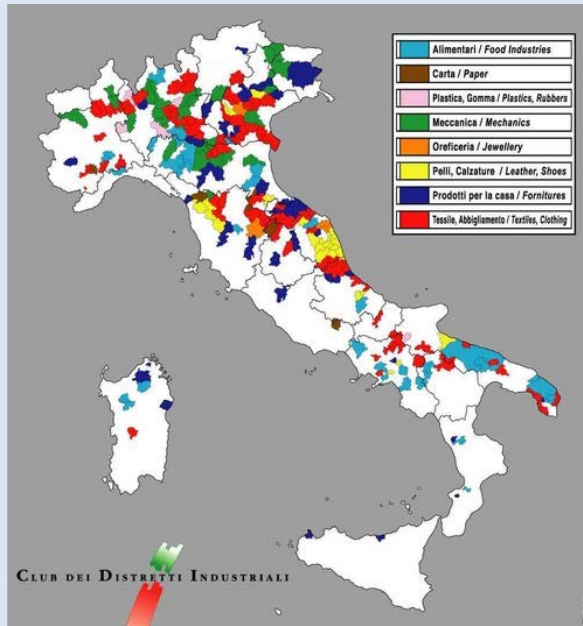 Alimentari / Food Industries
Carta / Paper
Plastica, Gomma / Plastics, Rubbers
Meccanica / Mechanics
Oreficeria / Jewellery
Pelli, Calzature / Leather, Shoes
Prodotti per la casa / Fornitures
Tessile, Abbigliamento / Textiles, Clothing
CLUB DEI DISTRETTI INDUSTRIALI